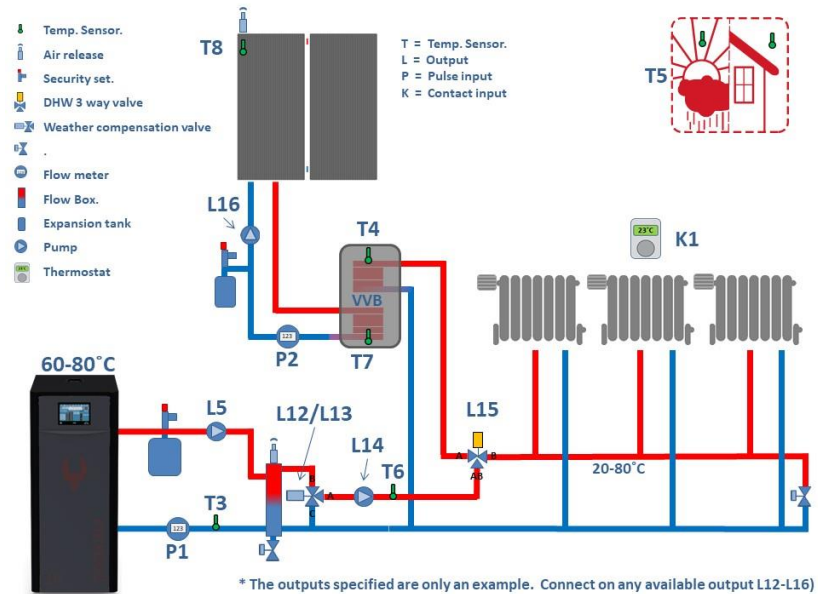 Temp. Sensor.
Air release
Security set.
DHW 3 way valve
Weather compensation valve
.
Flow meter
Flow Box.
Expansion tank
Pump
Thermostat
T8
T = Temp. Sensor.
L = Output
P = Pulse input
K = Contact input
T5
L16
T4
23°C
K1
VVB
123
P2
T7
60-80°C
L5
L12/L13
L14
T6
L15
A
B
AB
20-80°C
B
A
C
T3
123
P1
* The outputs specified are only an example. Connect on any available output L12-L16)